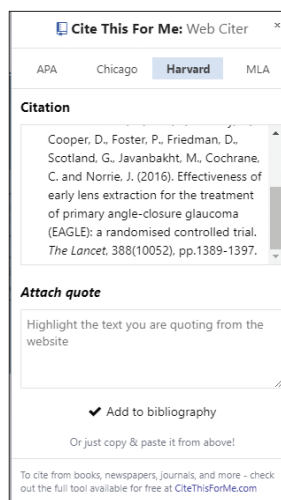 Cite This For Me: Web Citer ×
APA Chicago Harvard MLA
Citation
Cooper, D., Foster, P., Friedman, D.,
Scotland, G., Javanbakht, M., Cochrane,
C. and Norrie, J. (2016). Effectiveness of
early lens extraction for the treatment
of primary angle-closure glaucoma
(EAGLE): a randomised controlled trial.
The Lancet, 388(10052), pp.1389-1397.
Attach quote
Highlight the text you are quoting from the
website
✔ Add to bibliography
Or just copy & paste it from above!
To cite from books, newspapers, journals, and more - check
out the full tool available for free at CiteThisForMe.com